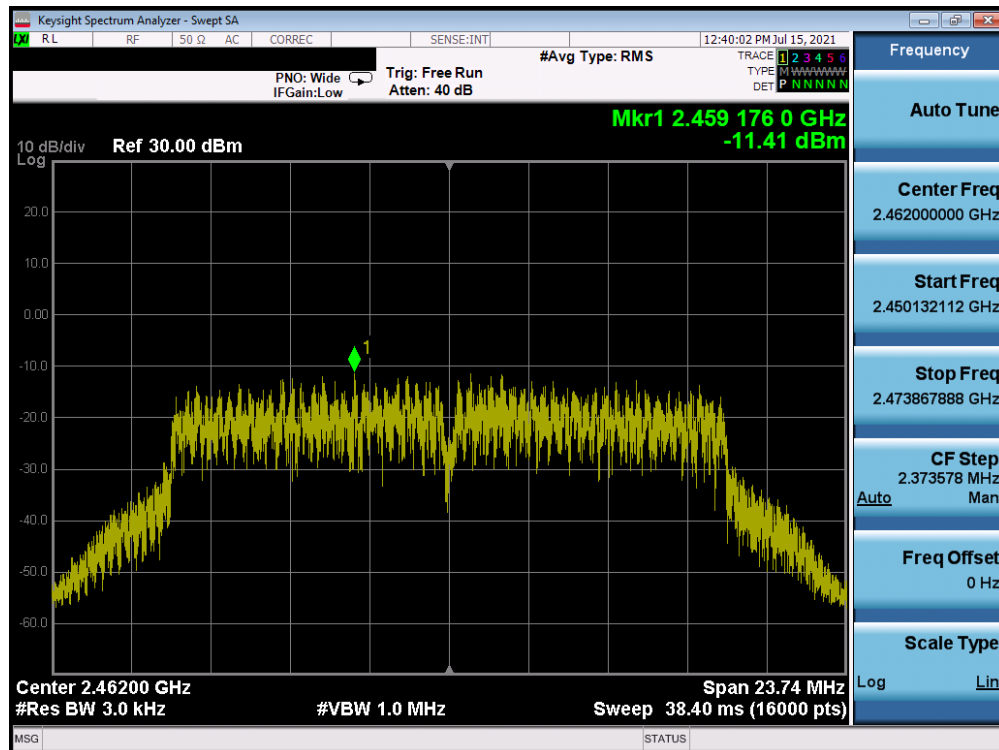 Keysight Spectrum Analyzer - Swept SA
LXI RL RF 50 Ω AC CORREC SENSE:INT 12:40:02 PM Jul 15, 2021
#Avg Type: RMS TRACE 1 2 3 4 5 6
PNO: Wide Trig: Free Run TYPE M WWWWW
IFGain:Low Atten: 40 dB DET P N N N N N
Mkr1 2.459 176 0 GHz
-11.41 dBm
10 dB/div Ref 30.00 dBm
Log
20.0
10.0
0.00
1
-10.0
-20.0
-30.0
-40.0
-50.0
-60.0
Center 2.46200 GHz Span 23.74 MHz
#Res BW 3.0 kHz #VBW 1.0 MHz Sweep 38.40 ms (16000 pts)
MSG STATUS
Frequency
Auto Tune
Center Freq
2.462000000 GHz
Start Freq
2.450132112 GHz
Stop Freq
2.473867888 GHz
CF Step
2.373578 MHz
Auto Man
Freq Offset
0 Hz
Scale Type
Log Lin